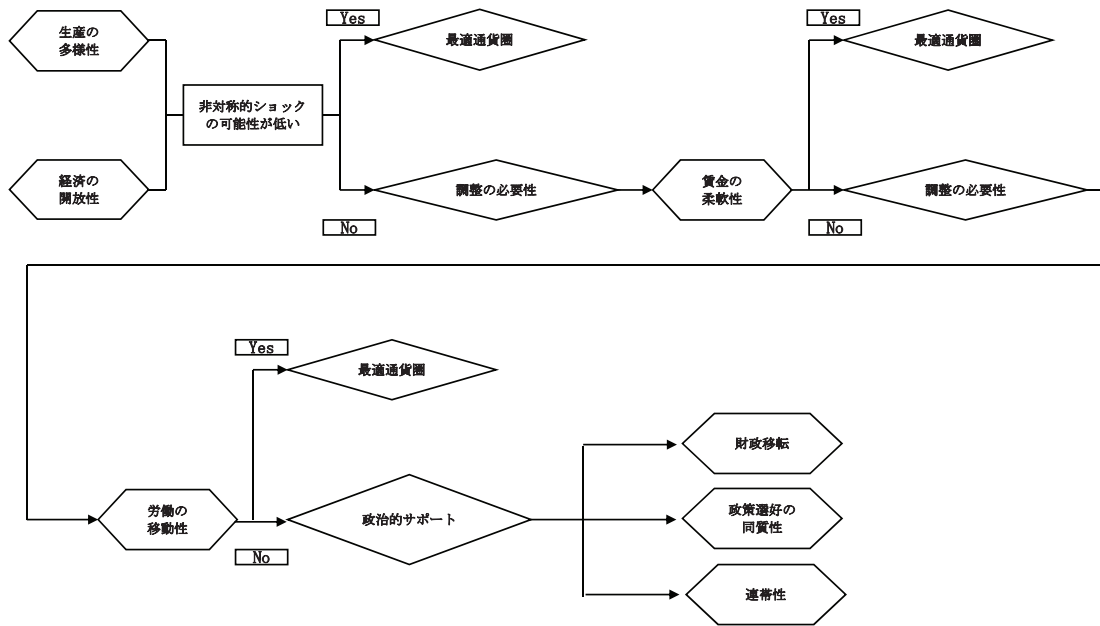 生産の
多様性
経済の
開放性
非対称的ショック
の可能性が低い
Yes
最適通貨圏
調整の必要性
No
賃金の
柔軟性
Yes
最適通貨圏
調整の必要性
No
Yes
最適通貨圏
労働の
移動性
No
政治的サポート
財政移転
政策選好の
同質性
連帯性